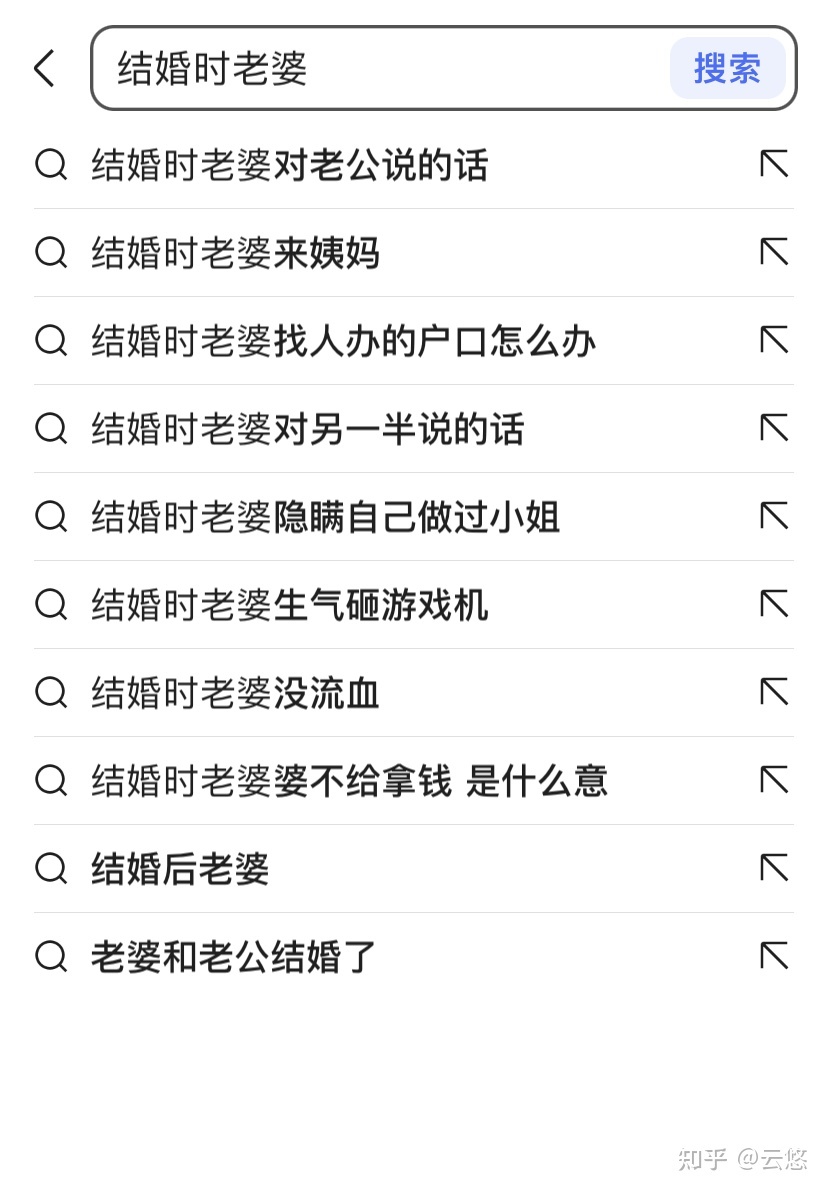 结婚时老婆 搜索
结婚时老婆对老公说的话
结婚时老婆来姨妈
结婚时老婆找人办的户口怎么办
结婚时老婆对另一半说的话
结婚时老婆隐瞒自己做过小姐
结婚时老婆生气砸游戏机
结婚时老婆没流血
结婚时老婆婆不给拿钱 是什么意
结婚后老婆
老婆和老公结婚了
知乎 @云悠